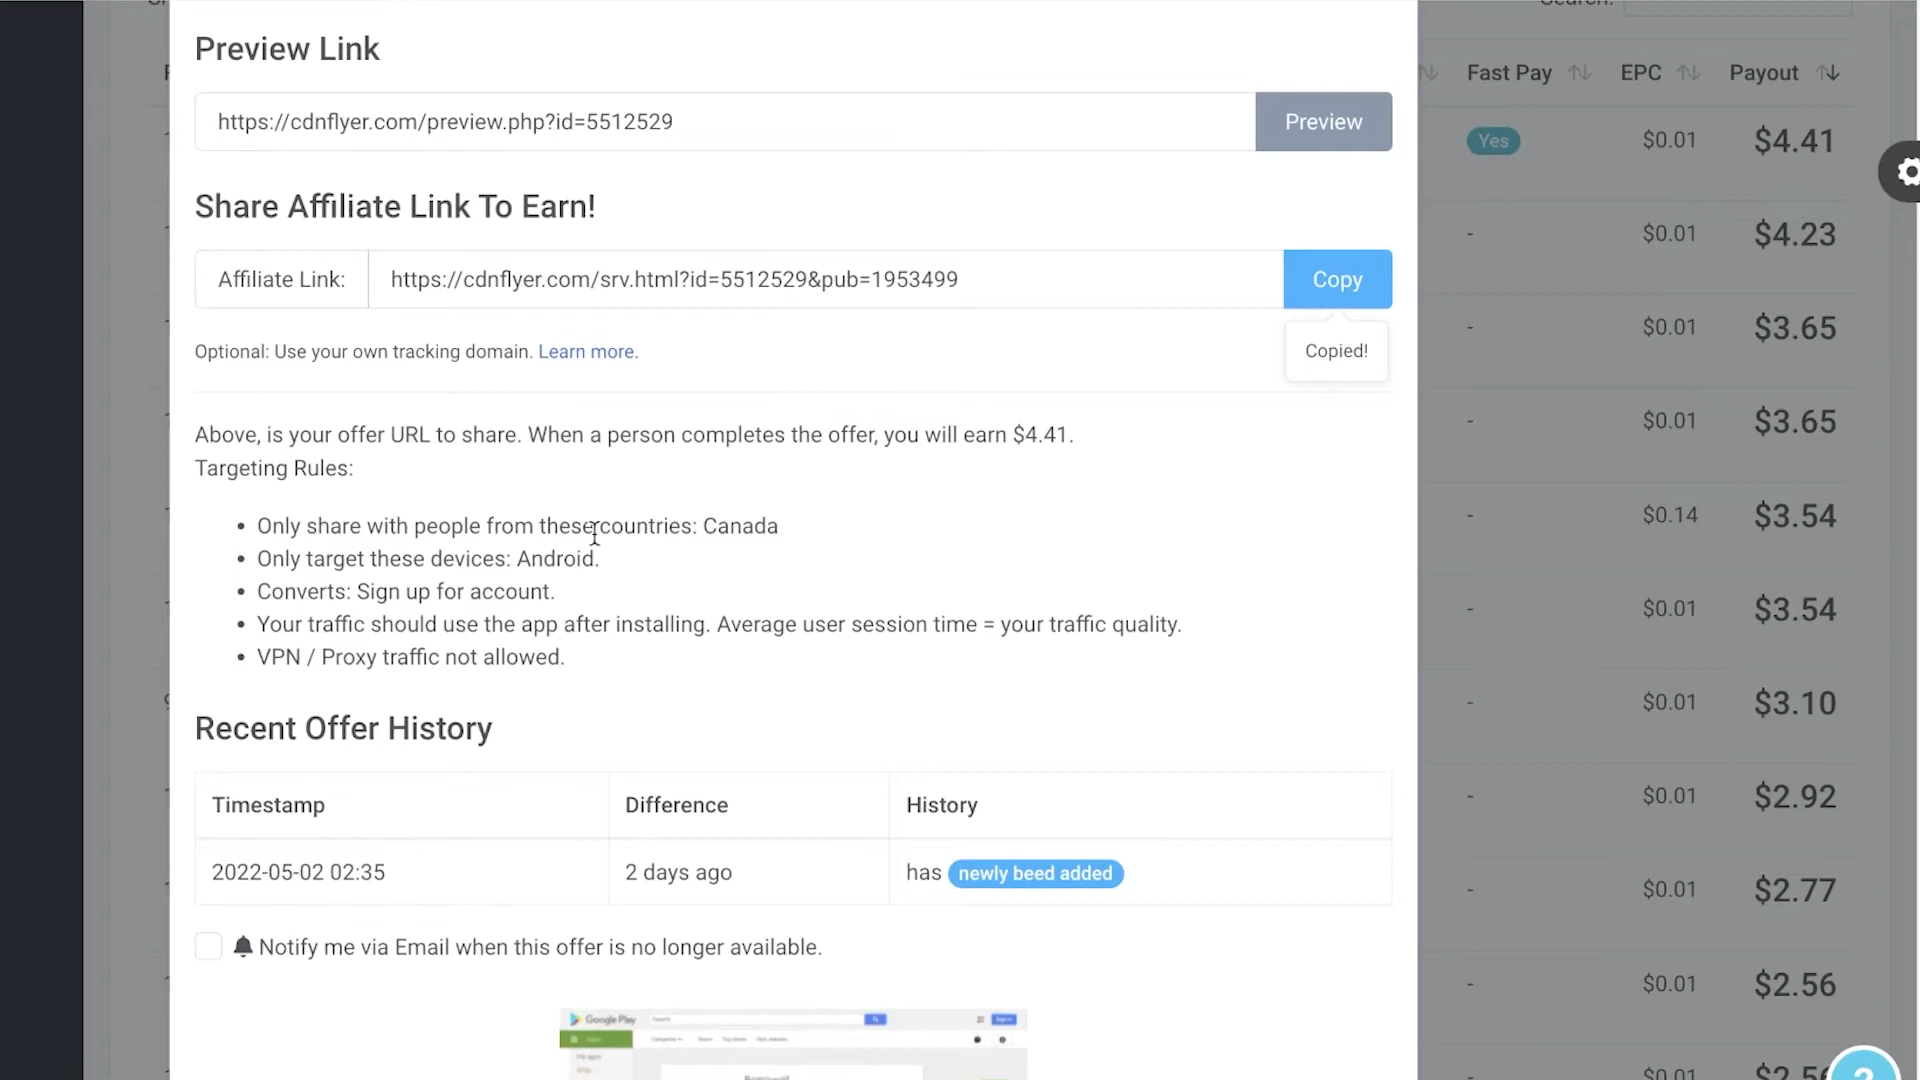 Search:
Preview Link
Fast Pay EPC Payout
https://cdnflyer.com/preview.php?id=5512529 Preview
Yes $0.01 $4.41
Share Affiliate Link To Earn!
- $0.01 $4.23
Affiliate Link: https://cdnflyer.com/srv.html?id=5512529&pub=1953499 Copy
- $0.01 $3.65
Optional: Use your own tracking domain. Learn more.
Copied!
- $0.01 $3.65
Above, is your offer URL to share. When a person completes the offer, you will earn $4.41.
Targeting Rules:
- $0.14 $3.54
• Only share with people from these countries: Canada
• Only target these devices: Android.
• Converts: Sign up for account.
- $0.01 $3.54
• Your traffic should use the app after installing. Average user session time = your traffic quality.
• VPN / Proxy traffic not allowed.
- $0.01 $3.10
Recent Offer History
Timestamp Difference History
- $0.01 $2.92
2022-05-02 02:35 2 days ago has newly beed added
- $0.01 $2.77
Notify me via Email when this offer is no longer available.
- $0.01 $2.56
Google Play Search
- $0.01 $2.56
?